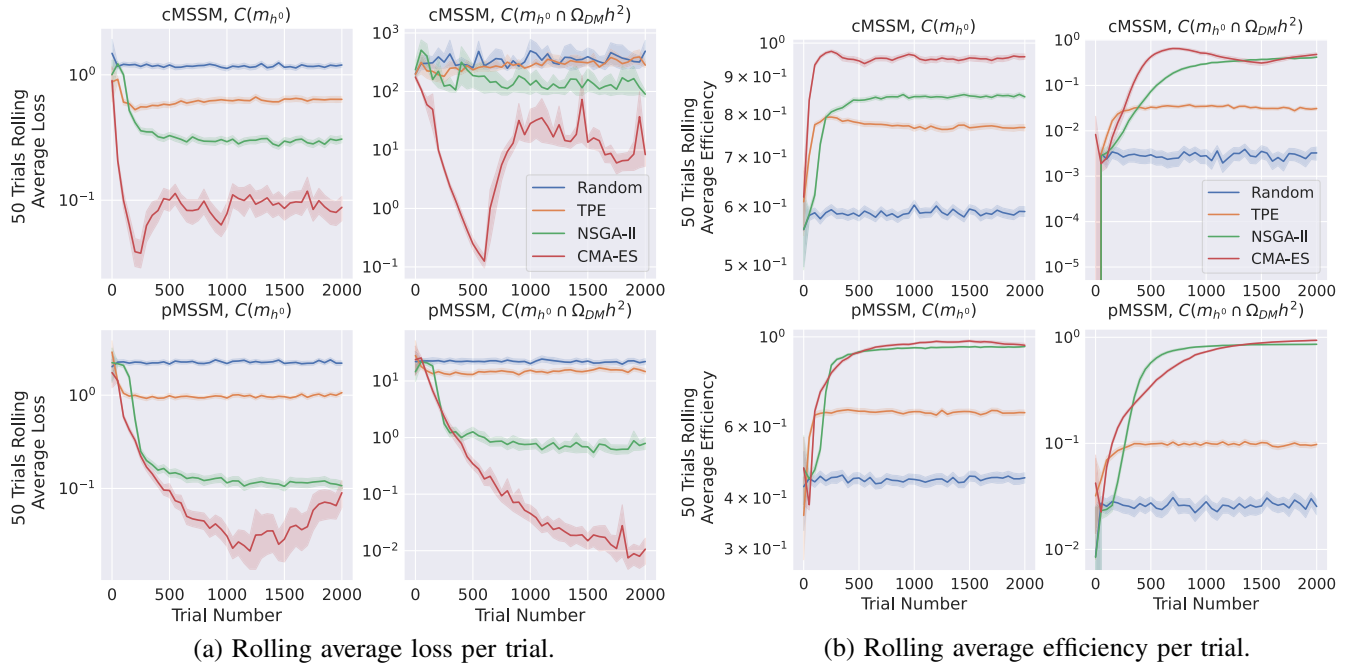 cMSSM, C(m_{h^0})
cMSSM, C(m_{h^0} ∩ Ω_{DM}h^2)
50 Trials Rolling
Average Loss
10^0
10^{-1}
0 500 1000 1500 2000
10^3
10^2
10^1
10^0
10^{-1}
0 500 1000 1500 2000
Random
TPE
NSGA-II
CMA-ES
pMSSM, C(m_{h^0})
pMSSM, C(m_{h^0} ∩ Ω_{DM}h^2)
50 Trials Rolling
Average Loss
10^0
10^{-1}
0 500 1000 1500 2000
10^1
10^0
10^{-1}
10^{-2}
0 500 1000 1500 2000
Trial Number
(a) Rolling average loss per trial.
cMSSM, C(m_{h^0})
cMSSM, C(m_{h^0} ∩ Ω_{DM}h^2)
50 Trials Rolling
Average Efficiency
10^0
9 × 10^{-1}
8 × 10^{-1}
7 × 10^{-1}
6 × 10^{-1}
5 × 10^{-1}
0 500 1000 1500 2000
10^0
10^{-1}
10^{-2}
10^{-3}
10^{-4}
10^{-5}
0 500 1000 1500 2000
Random
TPE
NSGA-II
CMA-ES
pMSSM, C(m_{h^0})
pMSSM, C(m_{h^0} ∩ Ω_{DM}h^2)
50 Trials Rolling
Average Efficiency
10^0
6 × 10^{-1}
4 × 10^{-1}
3 × 10^{-1}
0 500 1000 1500 2000
10^0
10^{-1}
10^{-2}
0 500 1000 1500 2000
Trial Number
(b) Rolling average efficiency per trial.